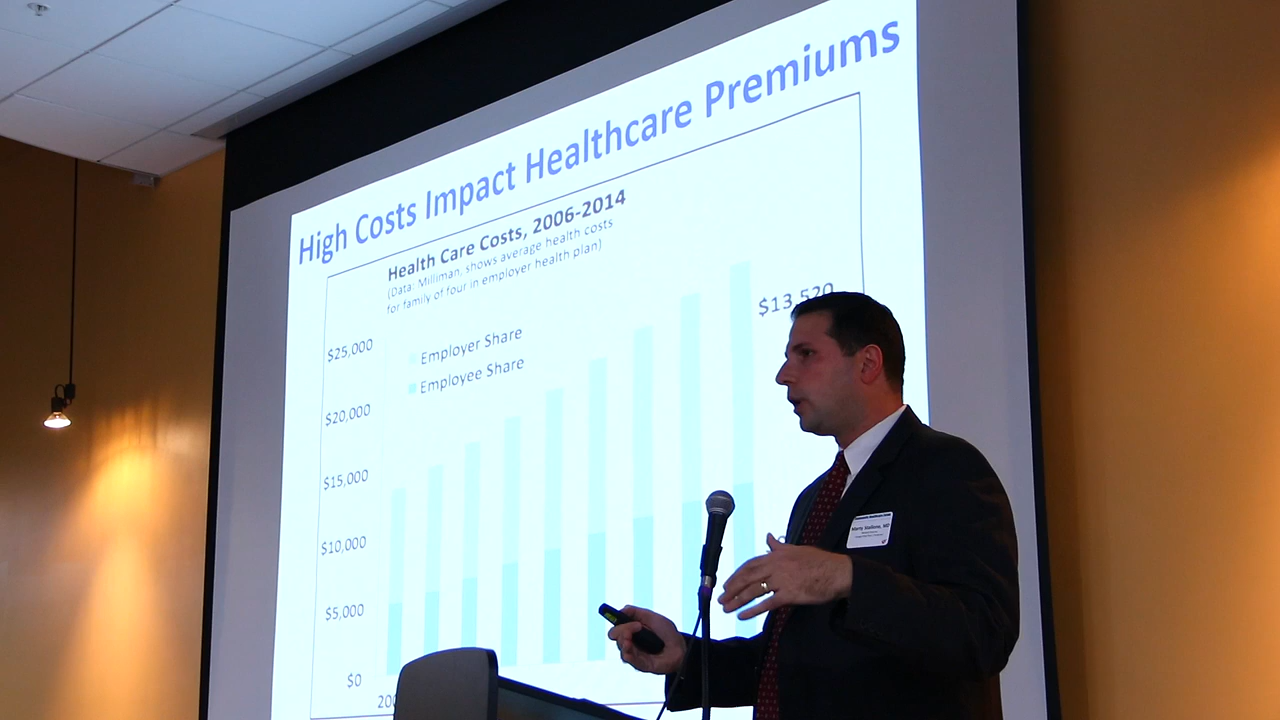 High Costs Impact Healthcare Premiums
Health Care Costs, 2006-2014
(Data: Milliman, shows average health costs
for family of four in employer health plan)
$13,520
Employer Share
Employee Share
$25,000
$20,000
$15,000
$10,000
$5,000
$0